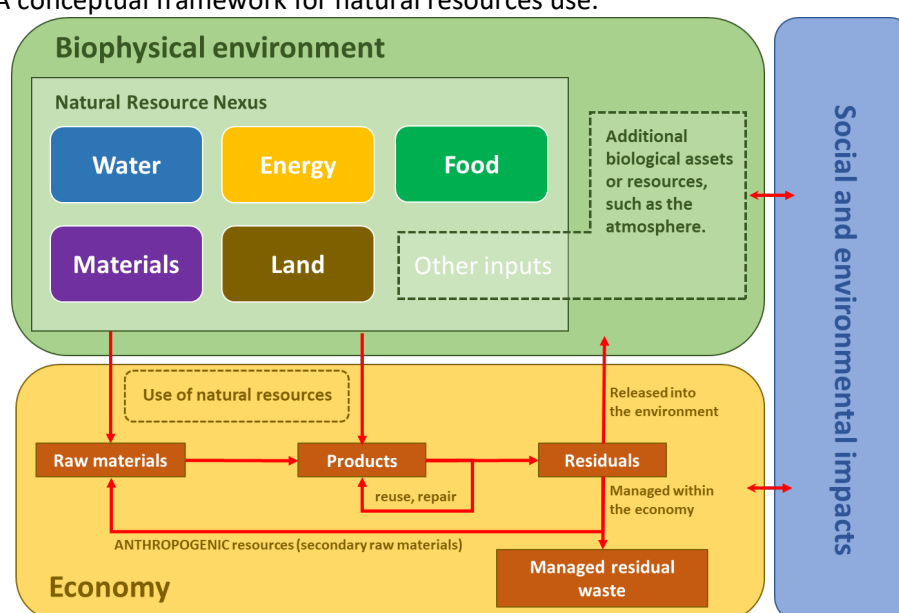 A conceptual framework for natural resources use.
Biophysical environment
Natural Resource Nexus
Water
Energy
Food
Additional
biological assets
or resources,
such as the
atmosphere.
Materials
Land
Other inputs
Use of natural resources
Released into
the environment
Raw materials
Products
Residuals
reuse, repair
Managed within
the economy
ANTHROPOGENIC resources (secondary raw materials)
Managed residual
waste
Economy
Social and environmental impacts